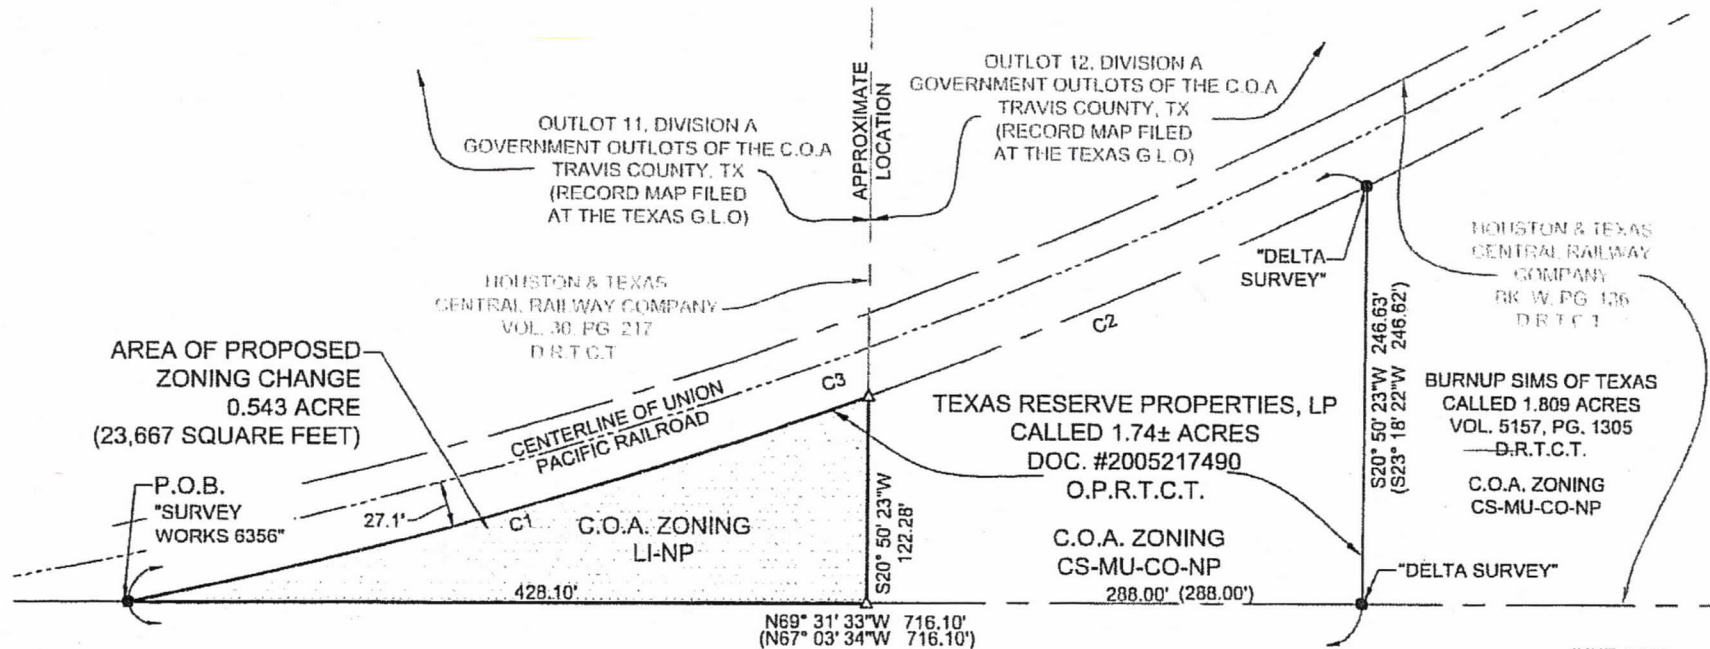 OUTLOT 11, DIVISION A
GOVERNMENT OUTLOTS OF THE C.O.A
TRAVIS COUNTY, TX
(RECORD MAP FILED
AT THE TEXAS G.L.O)
APPROXIMATE
LOCATION
OUTLOT 12, DIVISION A
GOVERNMENT OUTLOTS OF THE C.O.A
TRAVIS COUNTY, TX
(RECORD MAP FILED
AT THE TEXAS G.L.O)
HOUSTON & TEXAS
CENTRAL RAILWAY COMPANY
VOL. 30, PG. 217
D.R.T.C.T
"DELTA
SURVEY"
HOUSTON & TEXAS
CENTRAL RAILWAY
COMPANY
BK. W, PG. 136
D.R.T.C.T
AREA OF PROPOSED
ZONING CHANGE
0.543 ACRE
(23,667 SQUARE FEET)
CENTERLINE OF UNION
PACIFIC RAILROAD
C3
C2
S20° 50' 23"W 246.63'
(S23° 18' 22"W 246.62')
BURNUP SIMS OF TEXAS
CALLED 1.809 ACRES
VOL. 5157, PG. 1305
D.R.T.C.T.
C.O.A. ZONING
CS-MU-CO-NP
TEXAS RESERVE PROPERTIES, LP
CALLED 1.74± ACRES
DOC. #2005217490
O.P.R.T.C.T.
C.O.A. ZONING
CS-MU-CO-NP
288.00' (288.00')
P.O.B.
"SURVEY
WORKS 6356"
27.1'
C1
C.O.A. ZONING
LI-NP
S20° 50' 23"W
122.28'
428.10'
"DELTA SURVEY"
N69° 31' 33"W 716.10'
(N67° 03' 34"W 716.10')